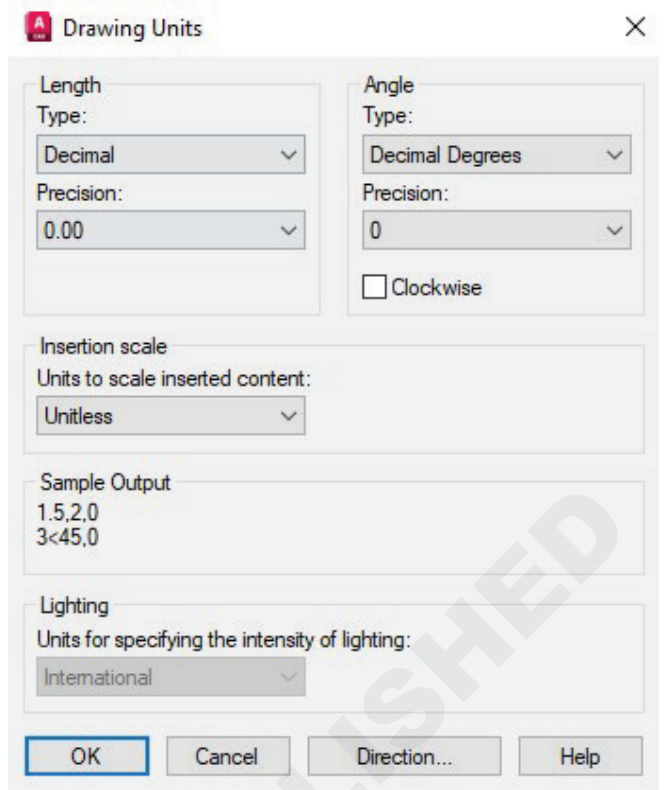 Drawing Units
Length
Type:
Decimal
Precision:
0.00
Angle
Type:
Decimal Degrees
Precision:
0
Clockwise
Insertion scale
Units to scale inserted content:
Unitless
Sample Output
1.5,2,0
3<45,0
Lighting
Units for specifying the intensity of lighting:
International
OK Cancel Direction... Help
LISHED